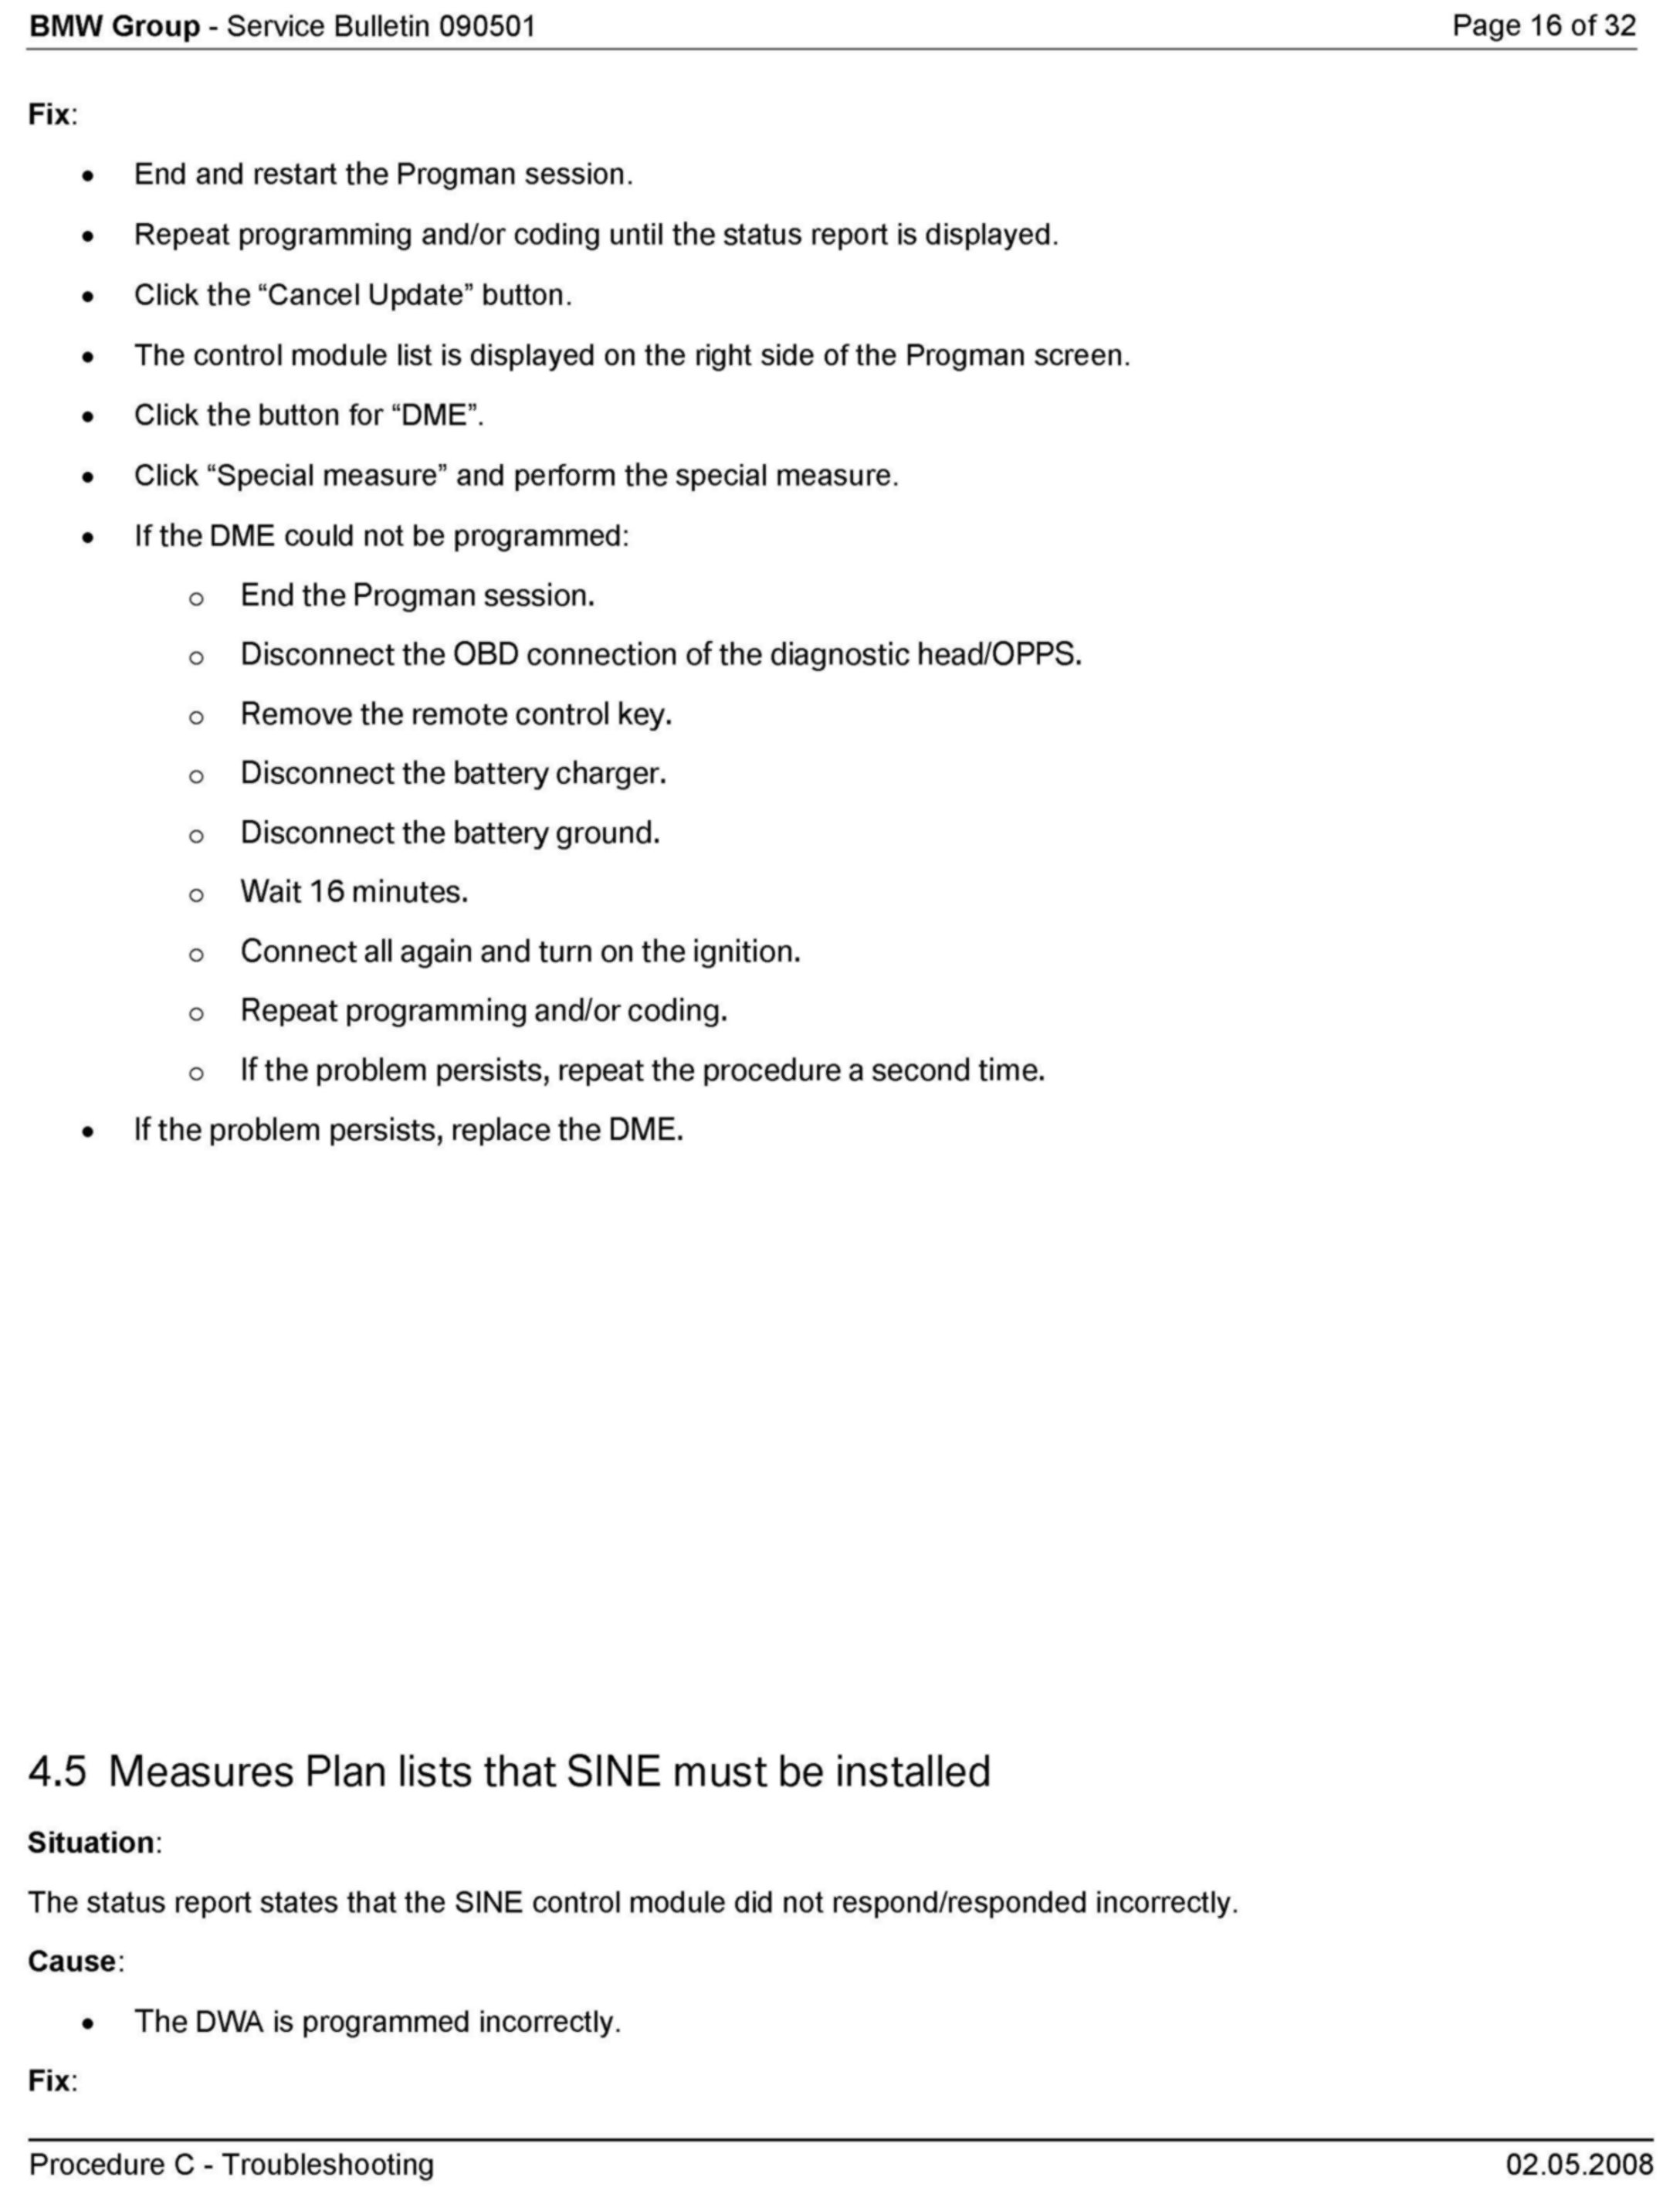 BMW Group - Service Bulletin 090501 Page 16 of 32
Fix:
• End and restart the Progman session.
• Repeat programming and/or coding until the status report is displayed.
• Click the “Cancel Update” button.
• The control module list is displayed on the right side of the Progman screen.
• Click the button for “DME”.
• Click “Special measure” and perform the special measure.
• If the DME could not be programmed:
o End the Progman session.
o Disconnect the OBD connection of the diagnostic head/OPPS.
o Remove the remote control key.
o Disconnect the battery charger.
o Disconnect the battery ground.
o Wait 16 minutes.
o Connect all again and turn on the ignition.
o Repeat programming and/or coding.
o If the problem persists, repeat the procedure a second time.
• If the problem persists, replace the DME.
4.5 Measures Plan lists that SINE must be installed
Situation:
The status report states that the SINE control module did not respond/responded incorrectly.
Cause:
• The DWA is programmed incorrectly.
Fix:
Procedure C - Troubleshooting 02.05.2008